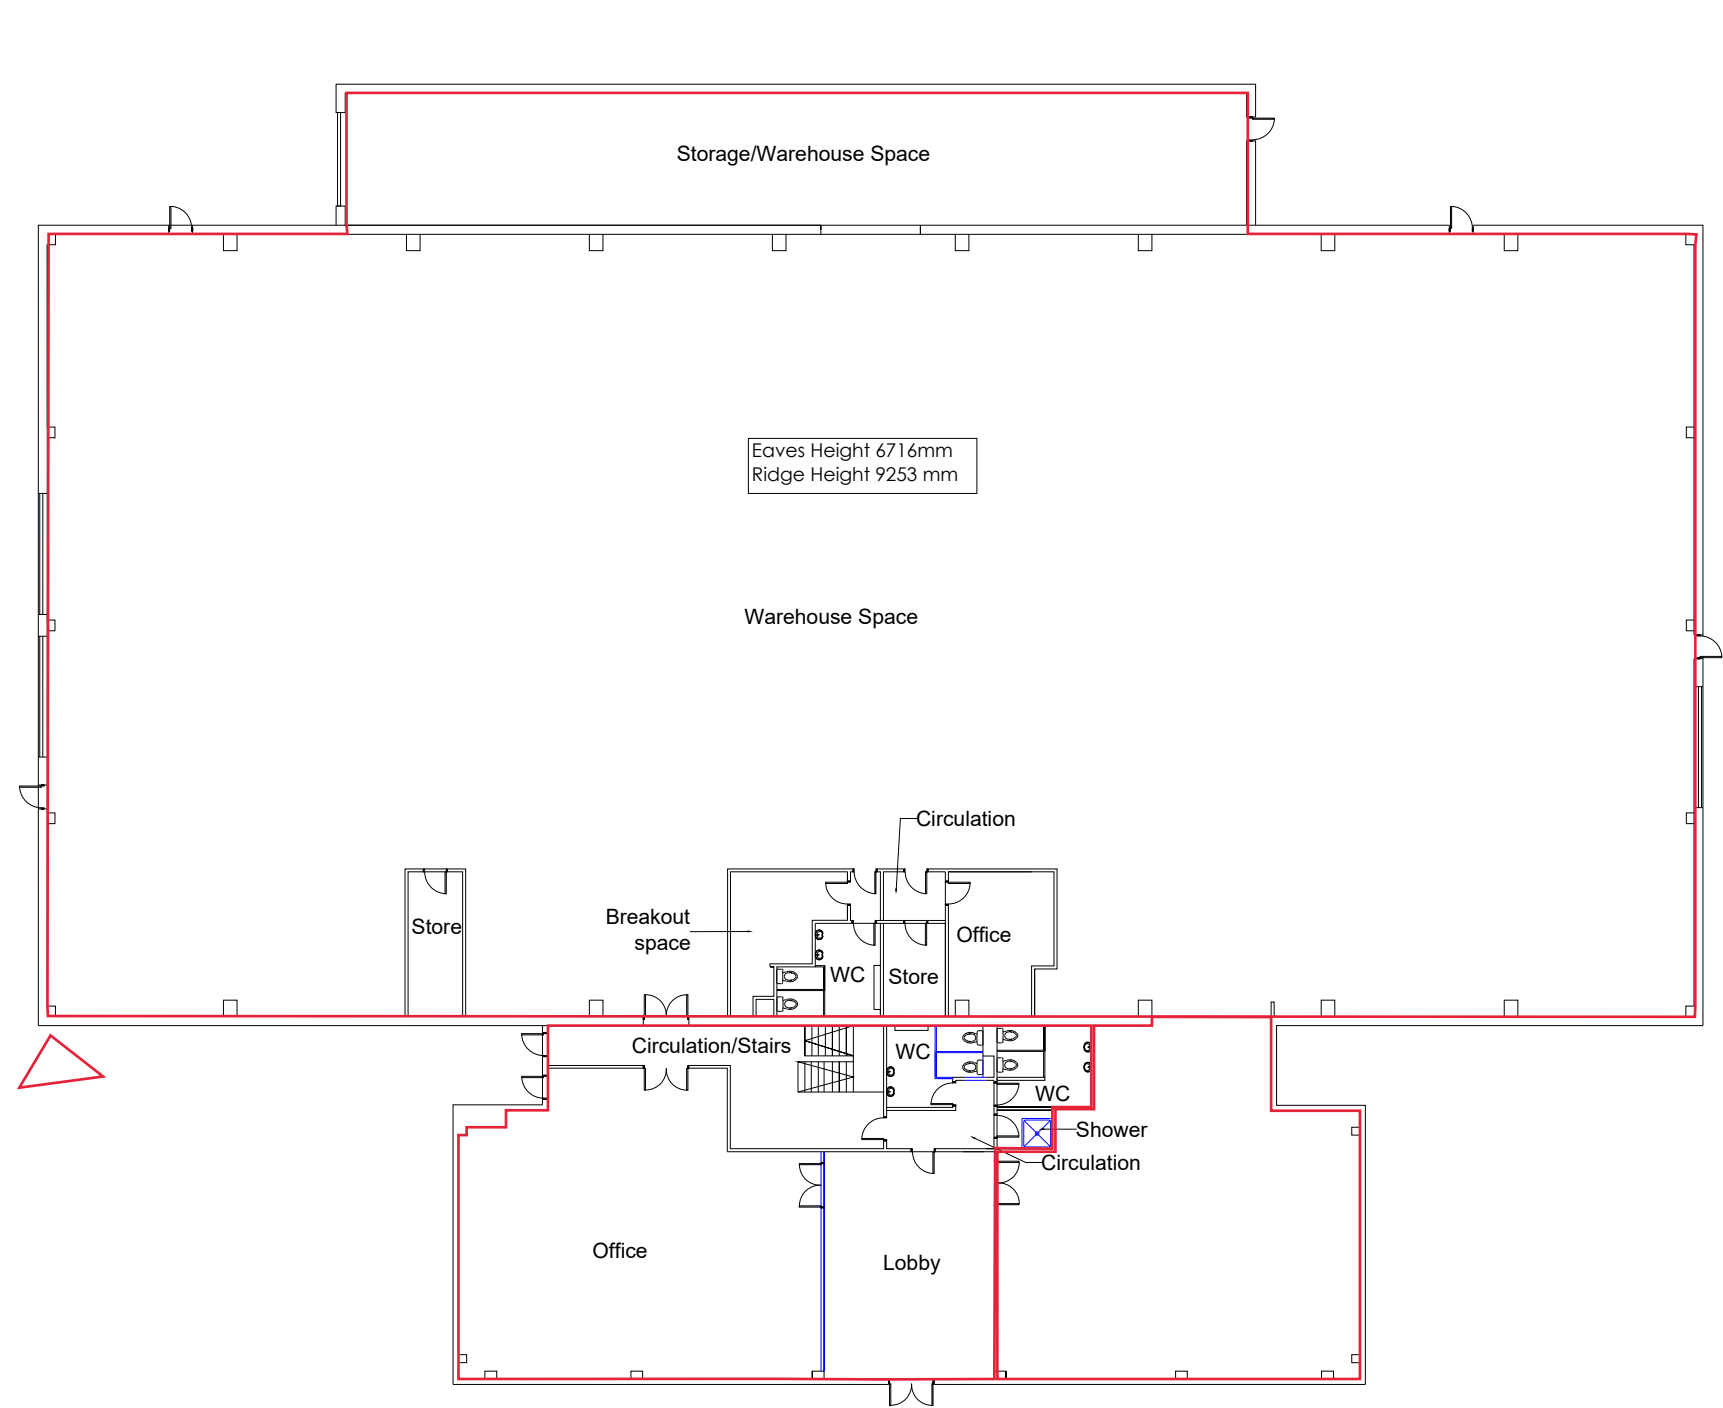 Storage/Warehouse Space
Eaves Height 6716mm
Ridge Height 9253 mm
Warehouse Space
Circulation
Breakout
space
Store
Office
WC
Store
Circulation/Stairs
WC
WC
Shower
Circulation
Office
Lobby